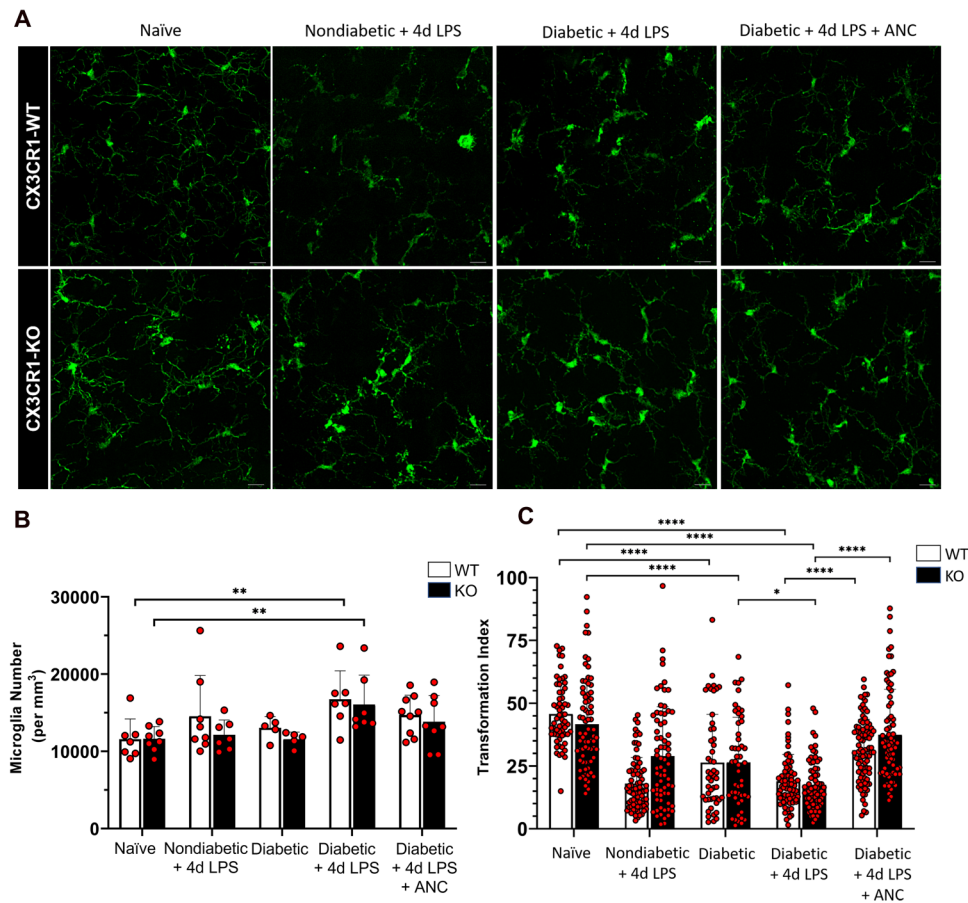 A
Naïve
Nondiabetic + 4d LPS
Diabetic + 4d LPS
Diabetic + 4d LPS + ANC
CX3CR1-WT
CX3CR1-KO
B
WT
KO
**
**
Microglia Number
(per mm³)
30000
20000
10000
0
Naïve
Nondiabetic
+ 4d LPS
Diabetic
Diabetic
+ 4d LPS
Diabetic
+ 4d LPS
+ ANC
C
WT
KO
****
****
****
****
****
****
*
Transformation Index
100
75
50
25
0
Naïve
Nondiabetic
+ 4d LPS
Diabetic
Diabetic
+ 4d LPS
Diabetic
+ 4d LPS
+ ANC